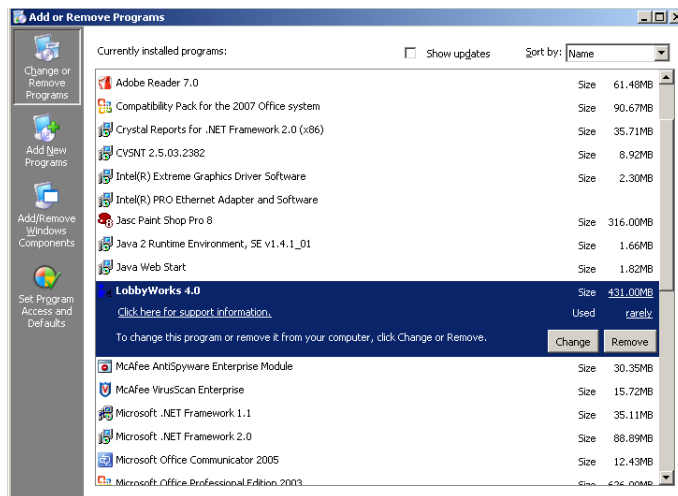 Add or Remove Programs
Change or
Remove
Programs
Add New
Programs
Add/Remove
Windows
Components
Set Program
Access and
Defaults
Currently installed programs:
Show updates
Sort by: Name
Adobe Reader 7.0 Size 61.48MB
Compatibility Pack for the 2007 Office system Size 90.67MB
Crystal Reports for .NET Framework 2.0 (x86) Size 35.71MB
CVSNT 2.5.03.2382 Size 8.92MB
Intel(R) Extreme Graphics Driver Software Size 2.30MB
Intel(R) PRO Ethernet Adapter and Software
Jasc Paint Shop Pro 8 Size 316.00MB
Java 2 Runtime Environment, SE v1.4.1_01 Size 1.66MB
Java Web Start Size 1.82MB
LobbyWorks 4.0 Size 431.00MB
Click here for support information. Used rarely
To change this program or remove it from your computer, click Change or Remove. Change Remove
McAfee AntiSpyware Enterprise Module Size 30.35MB
McAfee VirusScan Enterprise Size 15.72MB
Microsoft .NET Framework 1.1 Size 35.11MB
Microsoft .NET Framework 2.0 Size 88.89MB
Microsoft Office Communicator 2005 Size 12.43MB
Microsoft Office Professional Edition 2003 Size 626.00MB